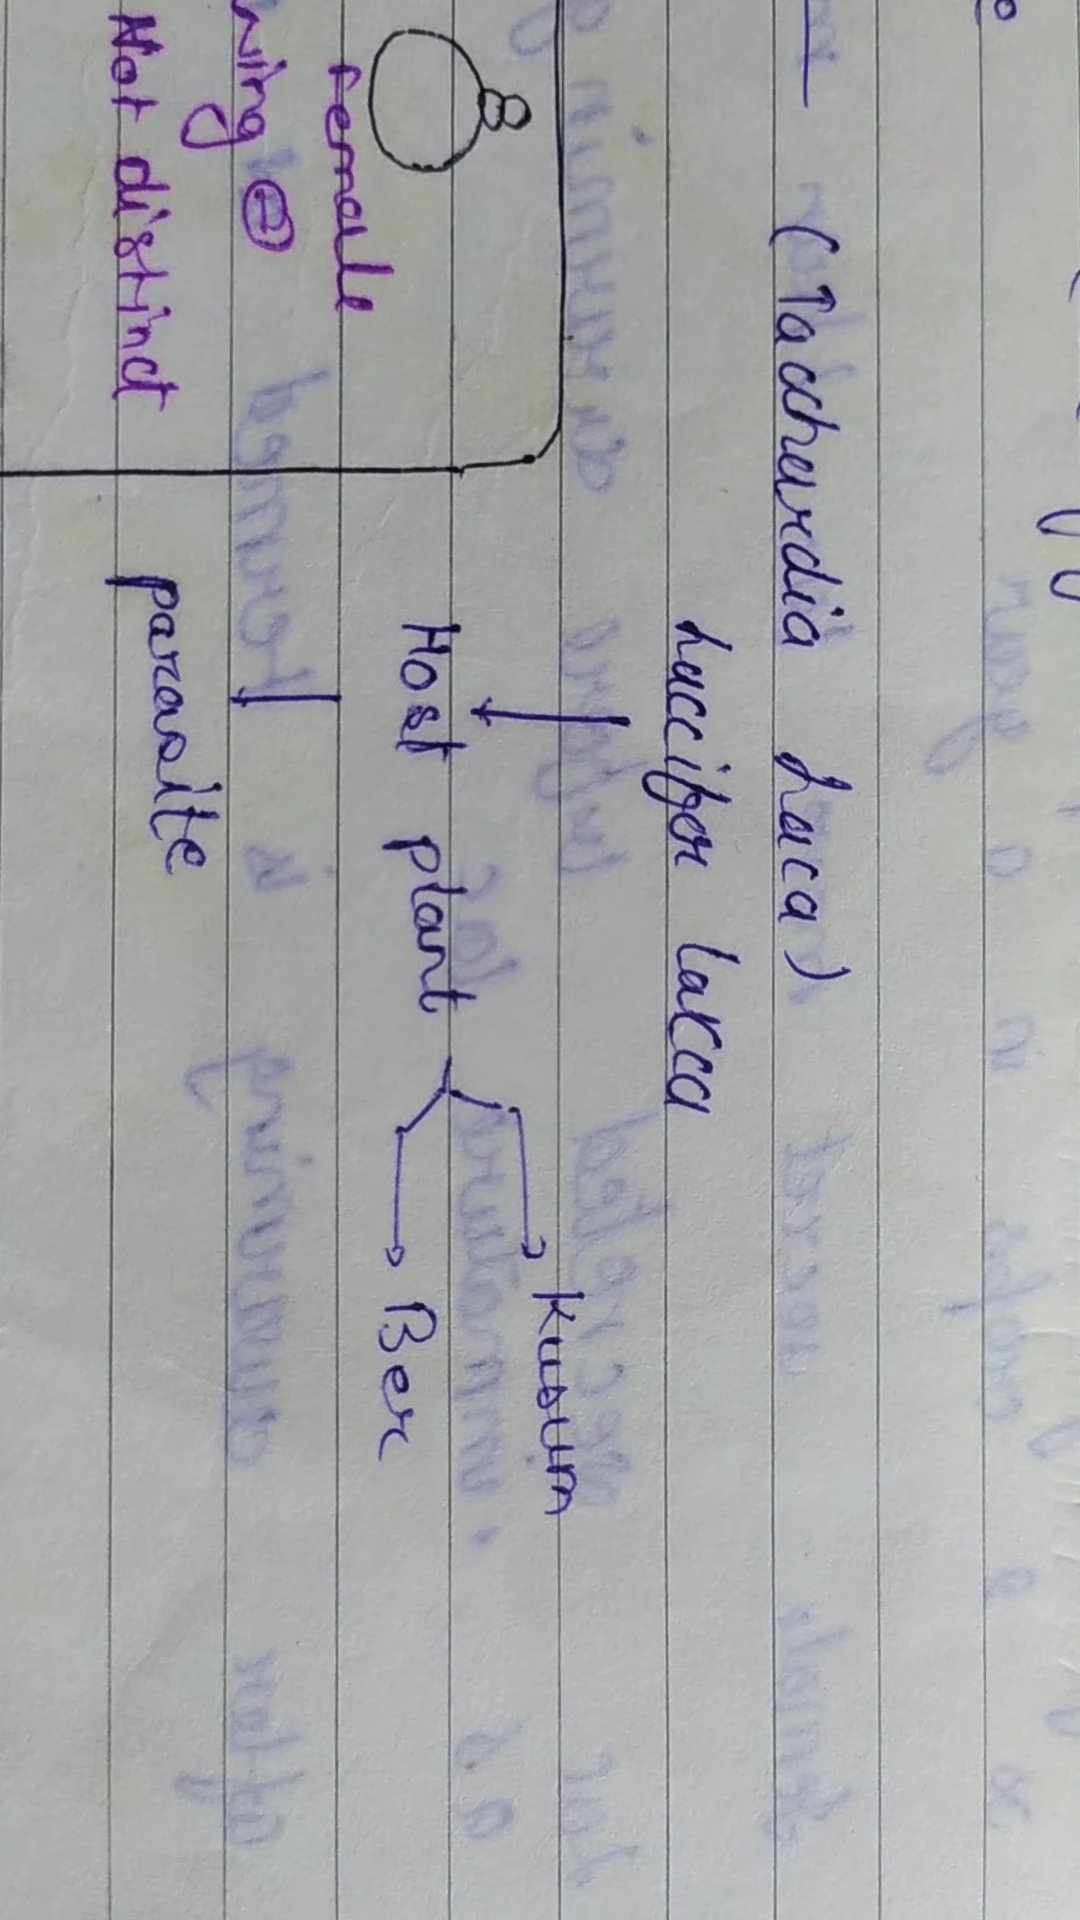 (Tachardia Laca)
Laccifer lacca
Host plant
Kusum
Ber
parasite
Female
wing ⊖
Not distinct